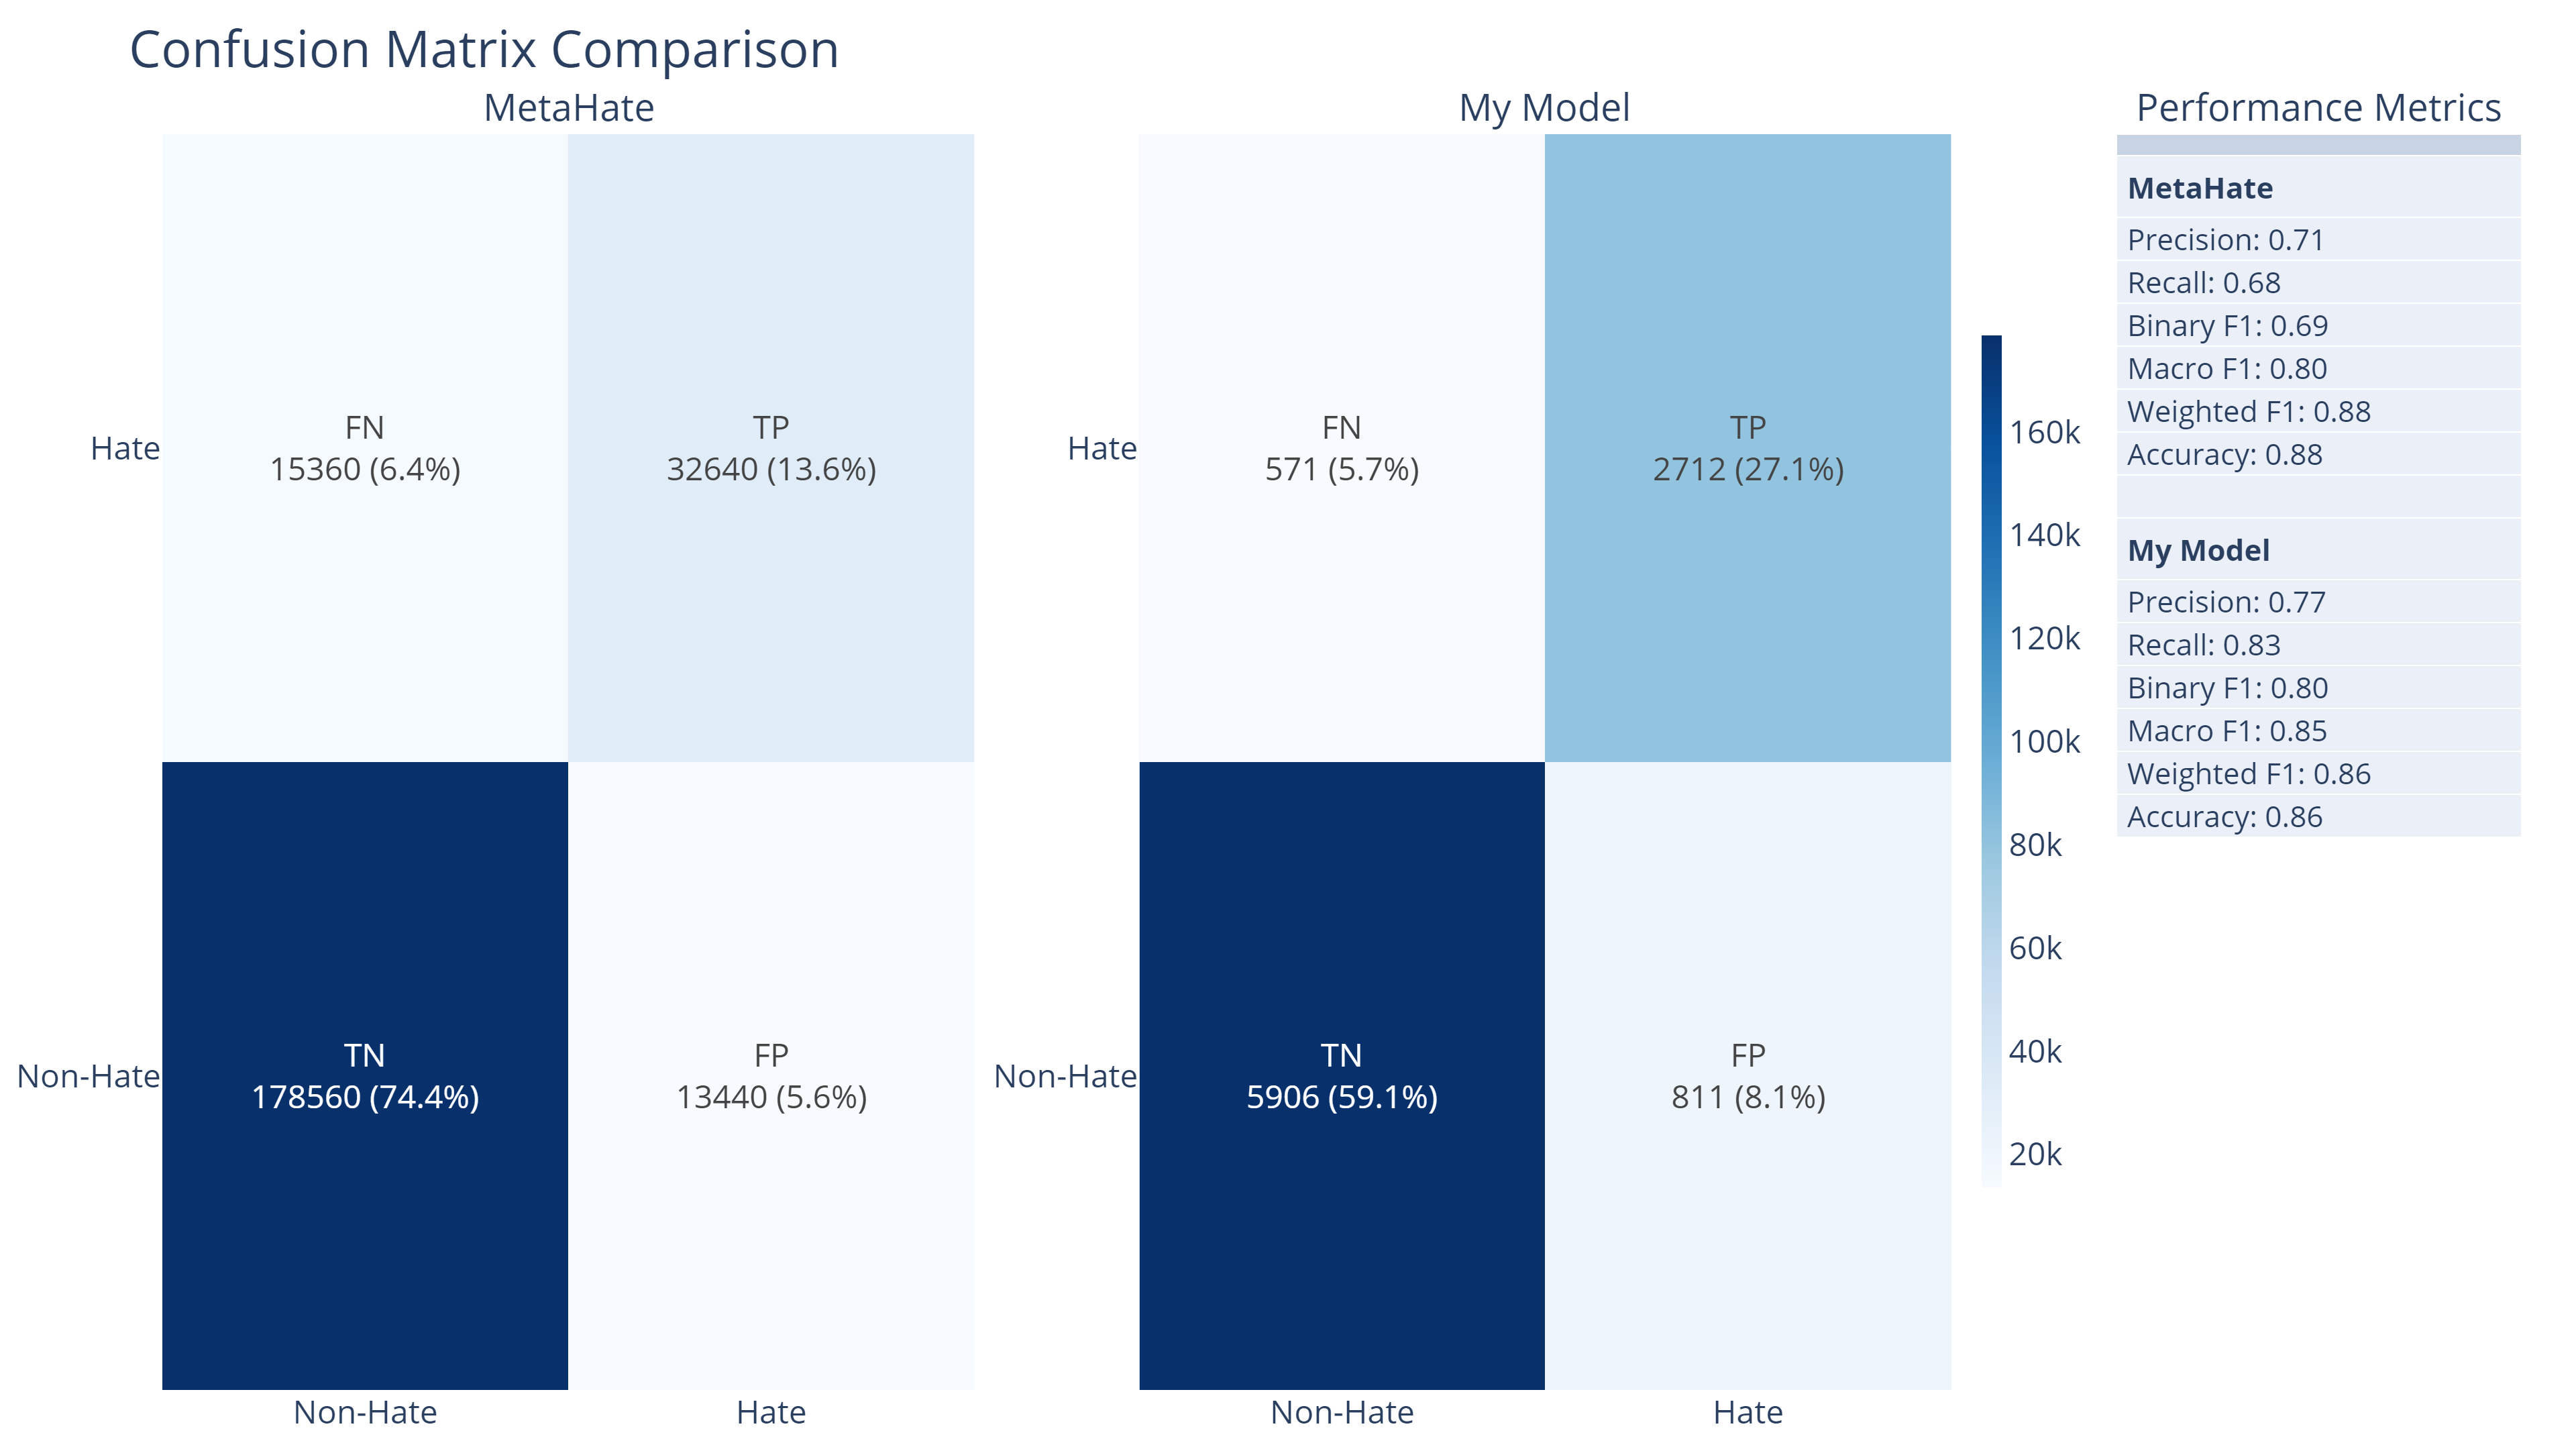 Confusion Matrix Comparison
MetaHate
Hate
Non-Hate
FN
15360 (6.4%)
TP
32640 (13.6%)
TN
178560 (74.4%)
FP
13440 (5.6%)
Non-Hate
Hate
My Model
Hate
Non-Hate
FN
571 (5.7%)
TP
2712 (27.1%)
TN
5906 (59.1%)
FP
811 (8.1%)
Non-Hate
Hate
160k
140k
120k
100k
80k
60k
40k
20k
Performance Metrics
MetaHate
Precision: 0.71
Recall: 0.68
Binary F1: 0.69
Macro F1: 0.80
Weighted F1: 0.88
Accuracy: 0.88
My Model
Precision: 0.77
Recall: 0.83
Binary F1: 0.80
Macro F1: 0.85
Weighted F1: 0.86
Accuracy: 0.86